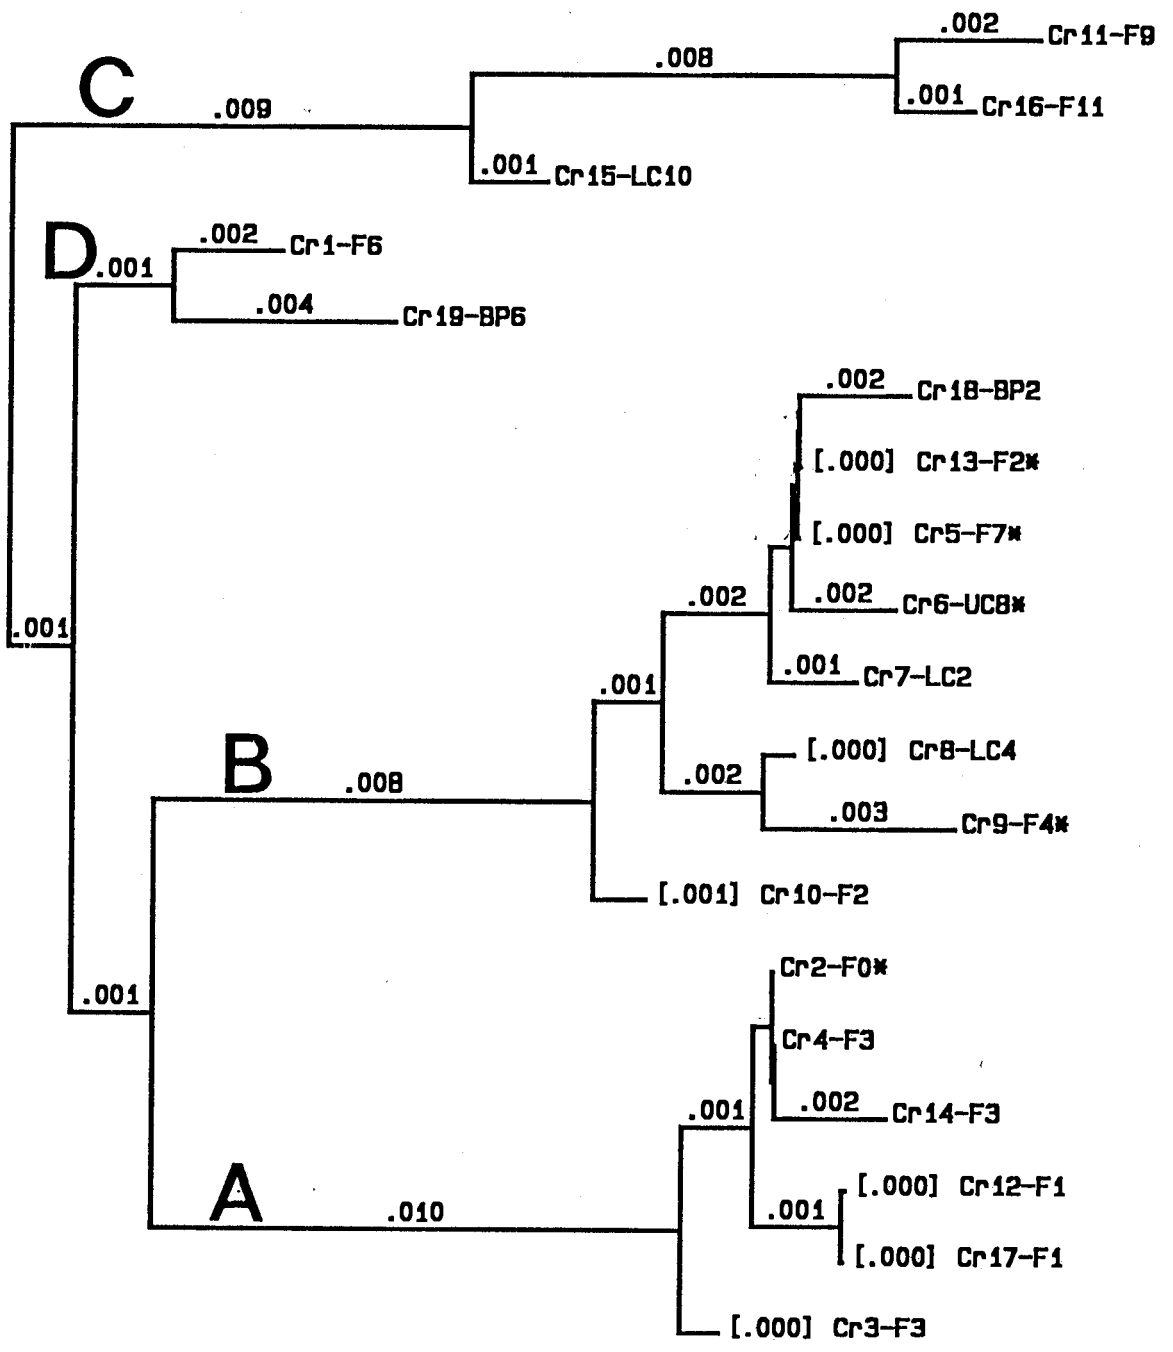 .002 Cr11-F9
.008
C .009
.001 Cr16-F11
.001 Cr15-LC10
D .001
.002 Cr1-F6
.004 Cr19-BP6
.002 Cr18-BP2
[.000] Cr13-F2*
[.000] Cr5-F7*
.002 Cr6-UC8*
.002
.001
.001 Cr7-LC2
.001
B .008
[.000] Cr8-LC4
.002
.003 Cr9-F4*
[.001] Cr10-F2
Cr2-F0*
.001
Cr4-F3
.001
.002 Cr14-F3
[.000] Cr12-F1
.001
A .010
[.000] Cr17-F1
[.000] Cr3-F3